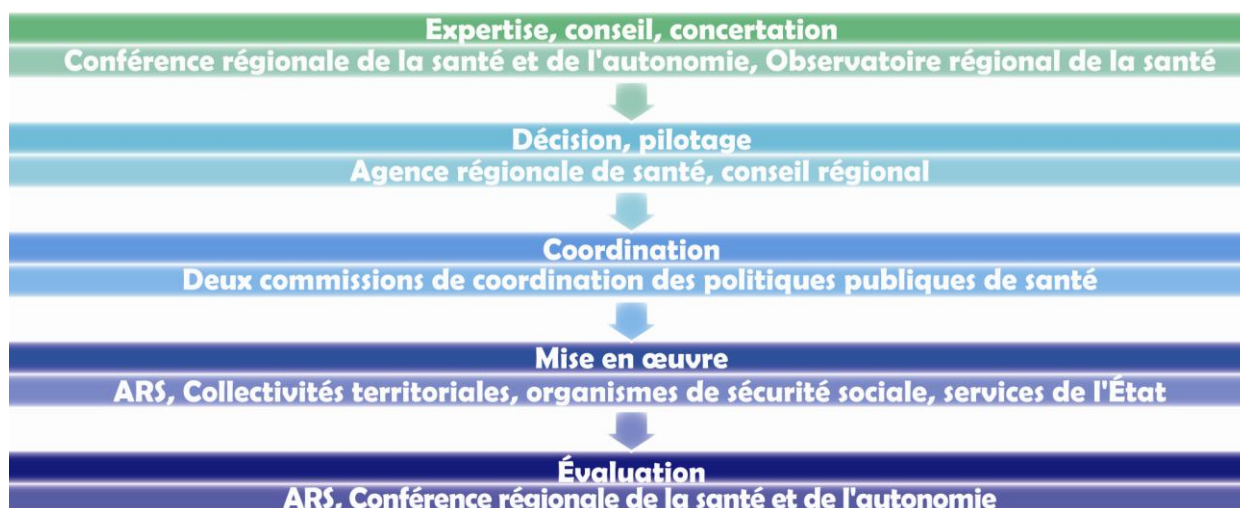 Expertise, conseil, concertation
Conférence régionale de la santé et de l'autonomie, Observatoire régional de la santé
Décision, pilotage
Agence régionale de santé, conseil régional
Coordination
Deux commissions de coordination des politiques publiques de santé
Mise en œuvre
ARS, Collectivités territoriales, organismes de sécurité sociale, services de l'État
Évaluation
ARS, Conférence régionale de la santé et de l'autonomie